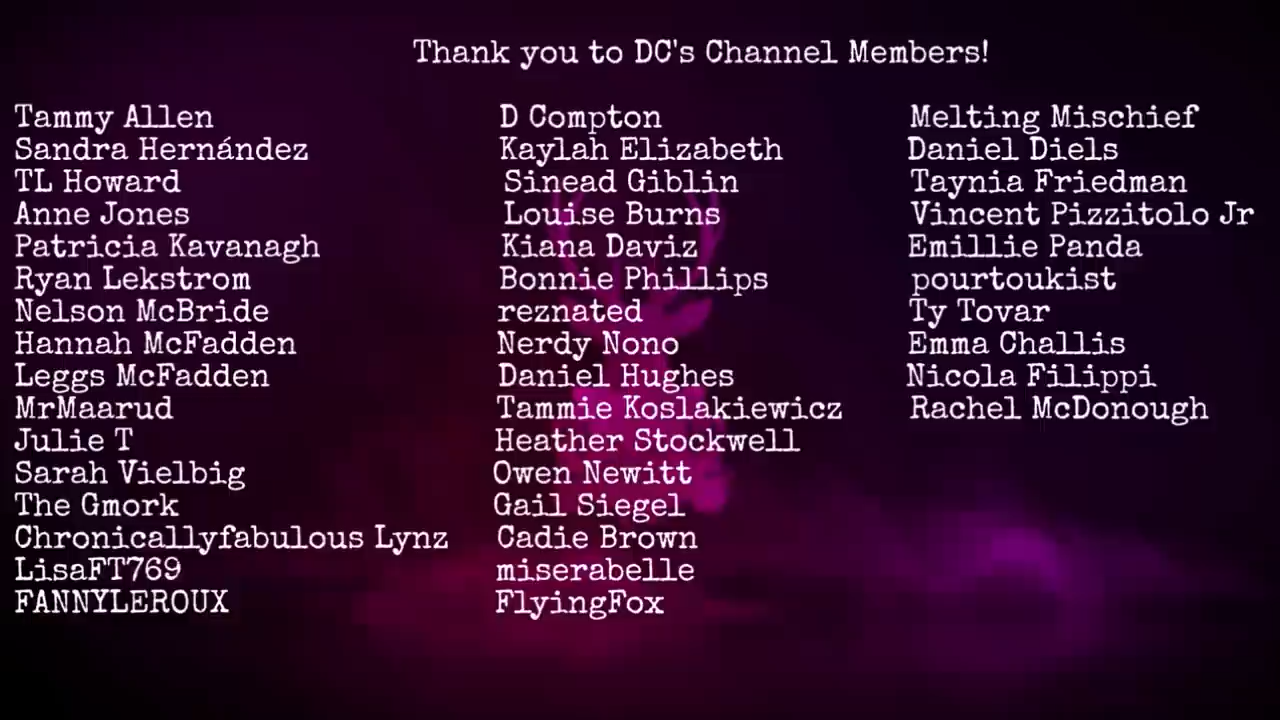 Thank you to DC's Channel Members!
Tammy Allen
Sandra Hernández
TL Howard
Anne Jones
Patricia Kavanagh
Ryan Lekstrom
Nelson McBride
Hannah McFadden
Leggs McFadden
MrMaarud
Julie T
Sarah Vielbig
The Gmork
Chronicallyfabulous Lynz
LisaFT769
FANNYLEROUX
D Compton
Kaylah Elizabeth
Sinead Giblin
Louise Burns
Kiana Daviz
Bonnie Phillips
reznated
Nerdy Nono
Daniel Hughes
Tammie Koslakiewicz
Heather Stockwell
Owen Newitt
Gail Siegel
Cadie Brown
miserabelle
FlyingFox
Melting Mischief
Daniel Diels
Taynia Friedman
Vincent Pizzitolo Jr
Emillie Panda
pourtoukist
Ty Tovar
Emma Challis
Nicola Filippi
Rachel McDonough